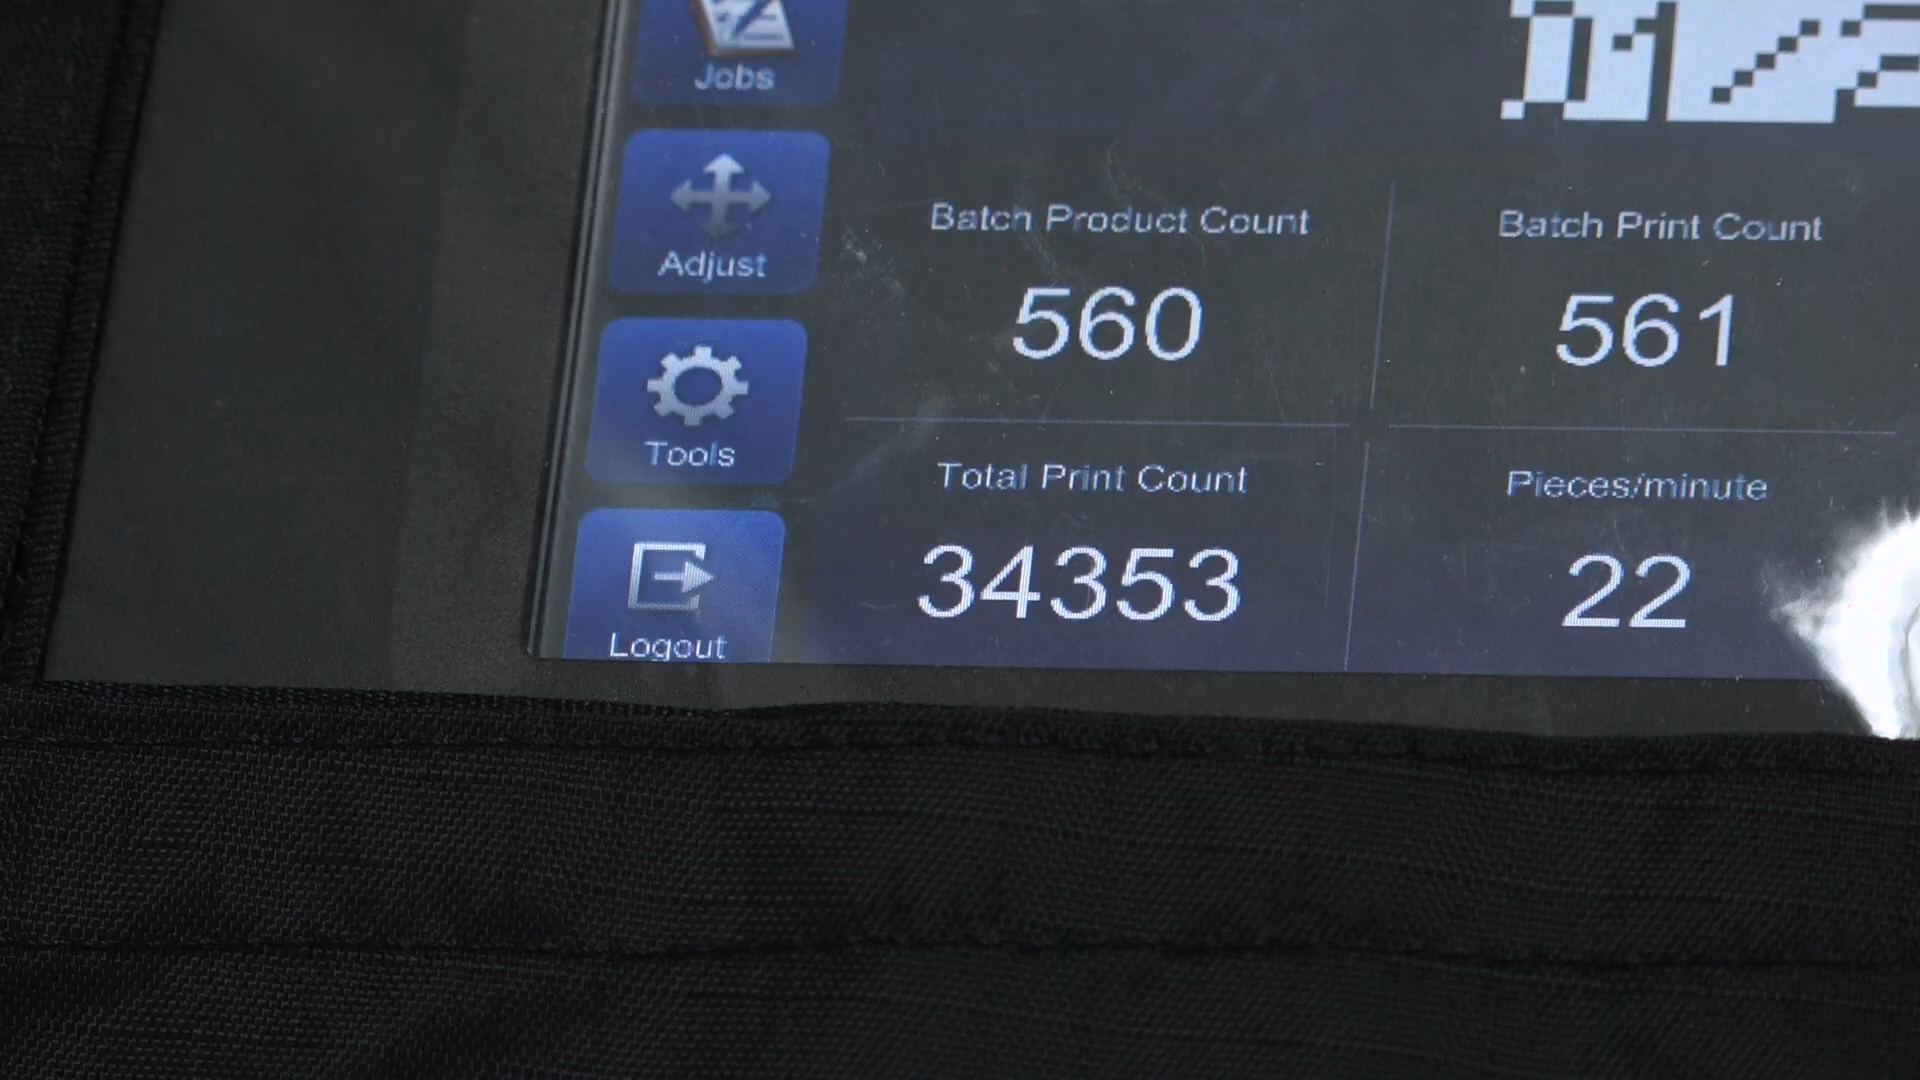 Jobs
Adjust
Tools
Logout
Batch Product Count
560
Batch Print Count
561
Total Print Count
34353
Pieces/minute
22